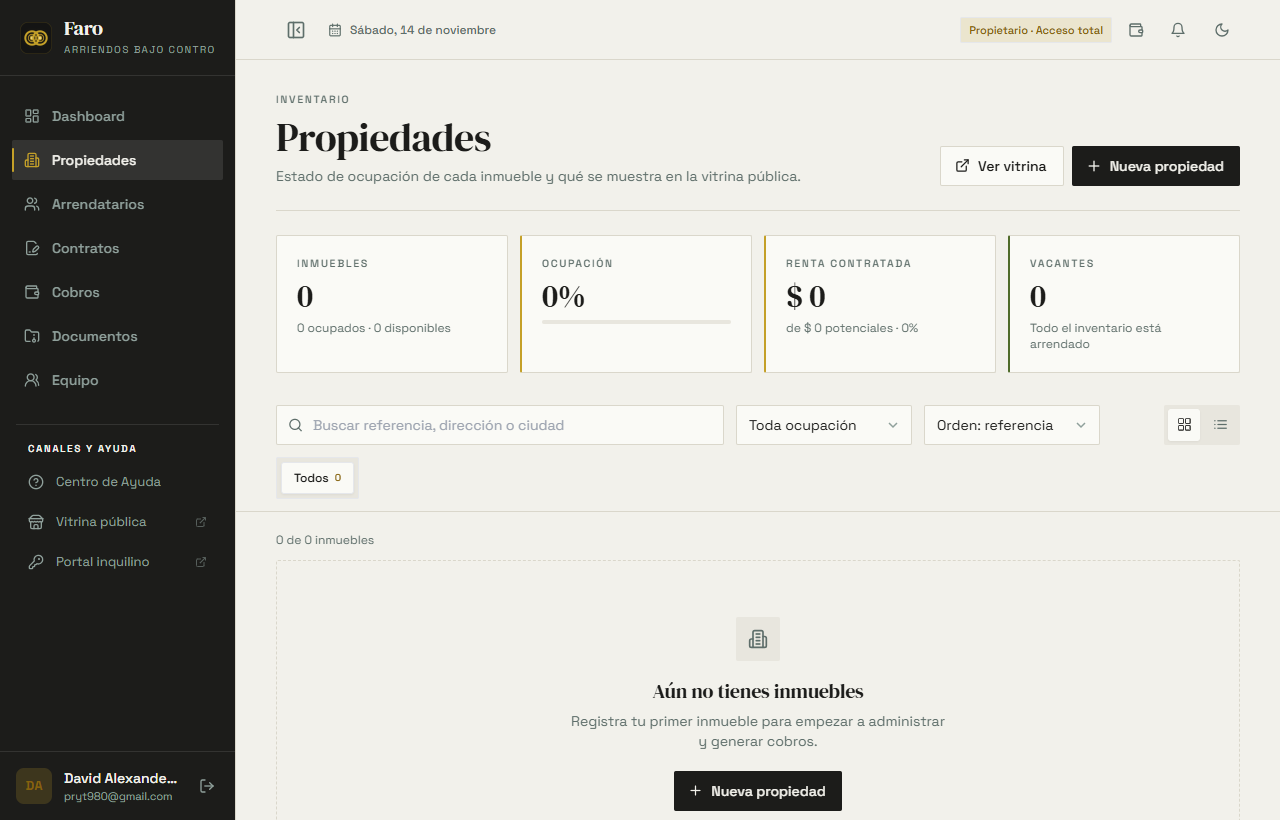 Faro
ARRIENDOS BAJO CONTRO
Dashboard
Propiedades
Arrendatarios
Contratos
Cobros
Documentos
Equipo
CANALES Y AYUDA
Centro de Ayuda
Vitrina pública
Portal inquilino
DA
David Alexande...
pryt980@gmail.com
Sábado, 14 de noviembre
Propietario · Acceso total
INVENTARIO
Propiedades
Estado de ocupación de cada inmueble y qué se muestra en la vitrina pública.
Ver vitrina
Nueva propiedad
INMUEBLES
0
0 ocupados · 0 disponibles
OCUPACIÓN
0%
RENTA CONTRATADA
$ 0
de $ 0 potenciales · 0%
VACANTES
0
Todo el inventario está
arrendado
Buscar referencia, dirección o ciudad
Toda ocupación
Orden: referencia
Todos 0
0 de 0 inmuebles
Aún no tienes inmuebles
Registra tu primer inmueble para empezar a administrar
y generar cobros.
Nueva propiedad